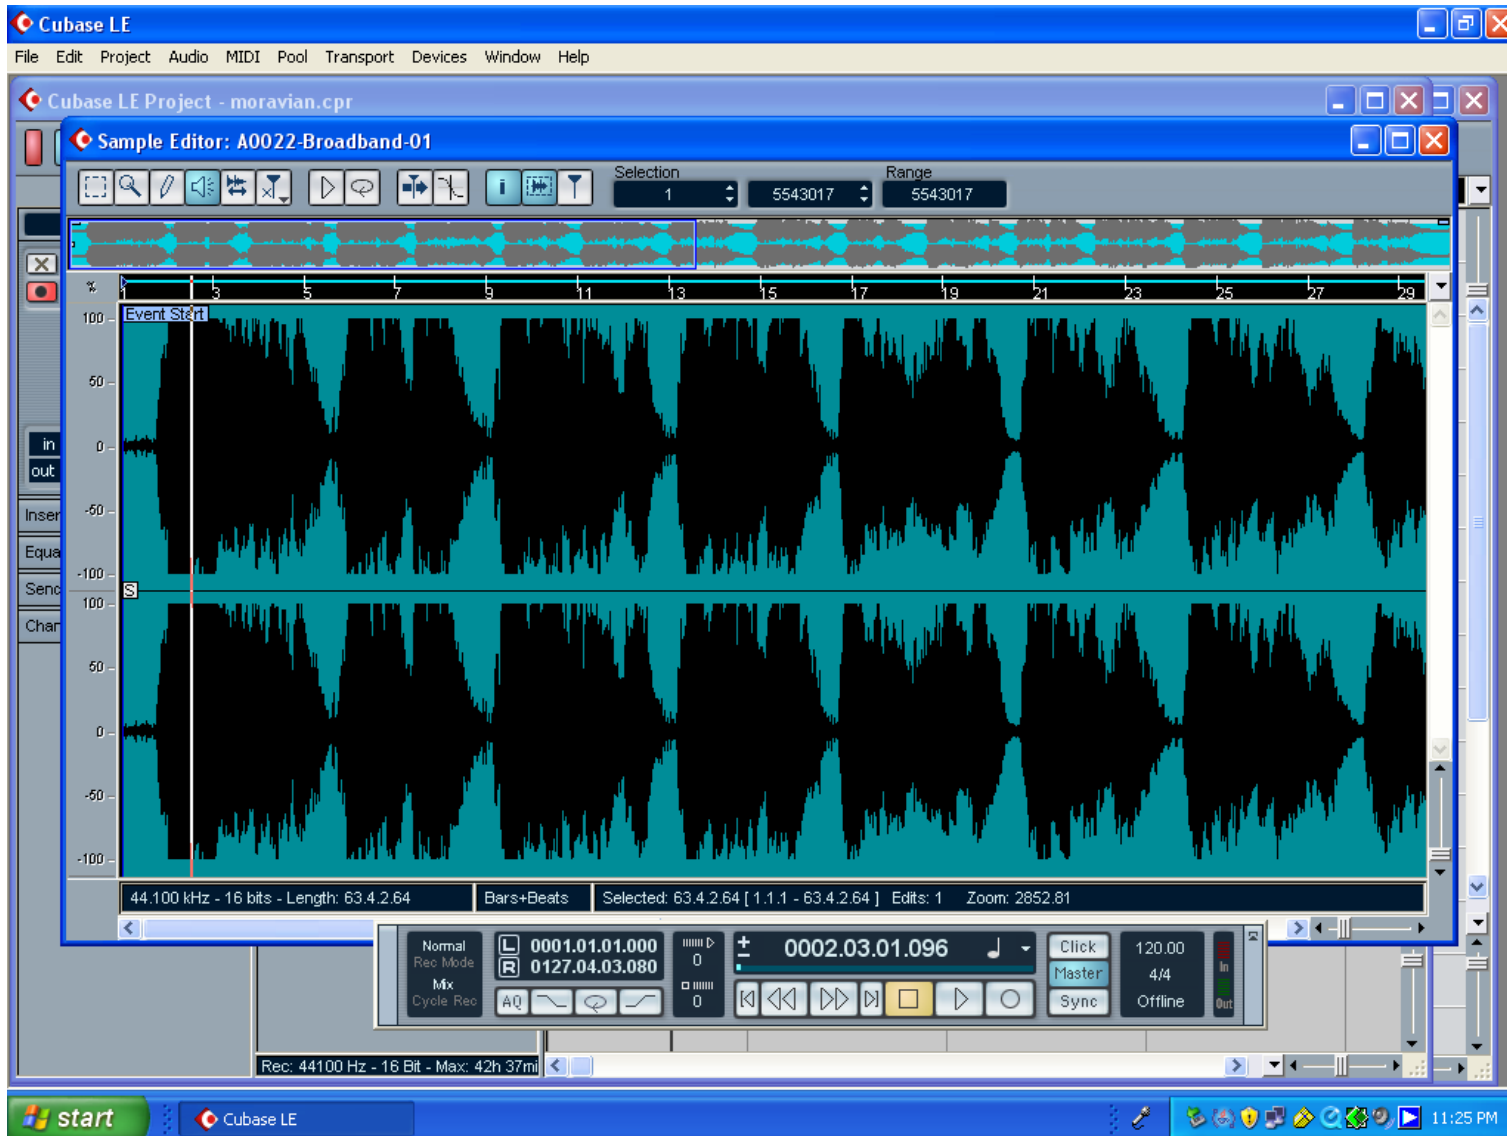 Cubase LE
File Edit Project Audio MIDI Pool Transport Devices Window Help
Cubase LE Project - moravian.cpr
Sample Editor: A0022-Broadband-01
Selection Range
1 5543017 5543017
% 1 3 5 7 9 11 13 15 17 19 21 23 25 27 29
Event Start
100
50
0
-50
-100
S
100
50
0
-50
-100
in
out
Inser
Equa
Send
Char
44.100 kHz - 16 bits - Length: 63.4.2.64 Bars+Beats Selected: 63.4.2.64 [ 1.1.1 - 63.4.2.64 ] Edits: 1 Zoom: 2852.81
Normal L 0001.01.01.000 0002.03.01.096 Click 120.00
Rec Mode R 0127.04.03.080 0 Master 4/4 In
Mix
Cycle Rec AQ 0 Sync Offline Out
Rec: 44100 Hz - 16 Bit - Max: 42h 37mi
start Cubase LE 11:25 PM